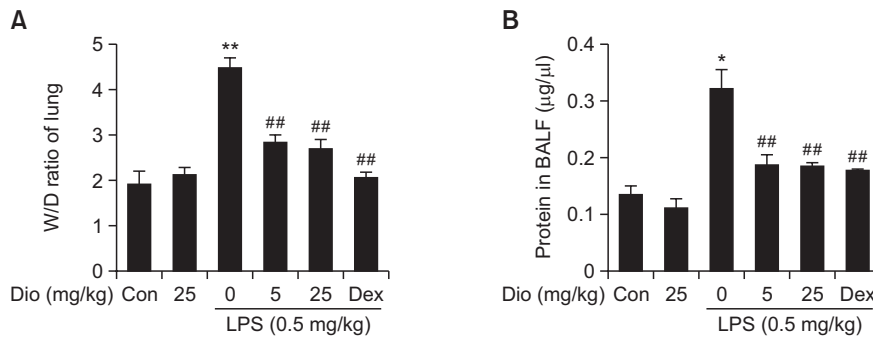 A
W/D ratio of lung
5
4
3
2
1
0
**
##
##
##
Dio (mg/kg) Con 25 0 5 25 Dex
LPS (0.5 mg/kg)
B
Protein in BALF (µg/µl)
0.4
0.3
0.2
0.1
0
*
##
##
##
Dio (mg/kg) Con 25 0 5 25 Dex
LPS (0.5 mg/kg)